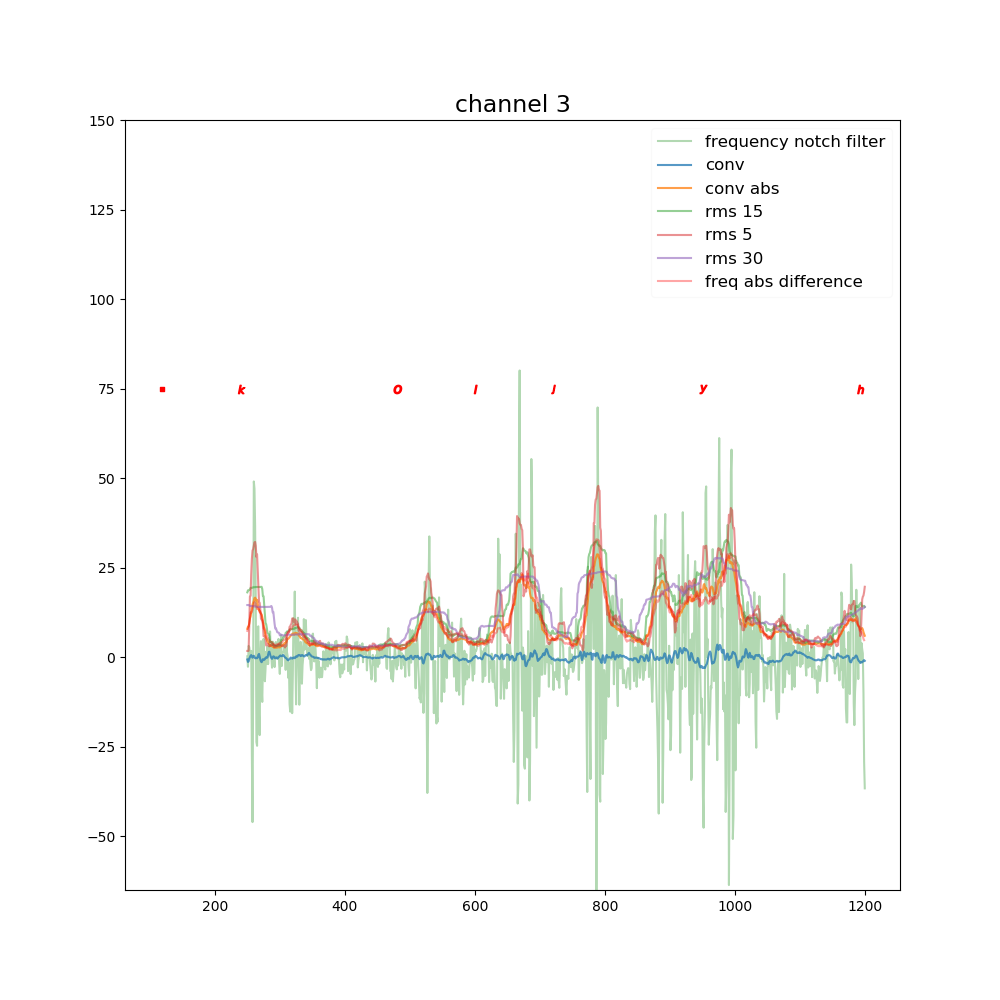 channel 3
150
125
100
75
50
25
0
−25
−50
frequency notch filter
conv
conv abs
rms 15
rms 5
rms 30
freq abs difference
. k O l j y h
200 400 600 800 1000 1200